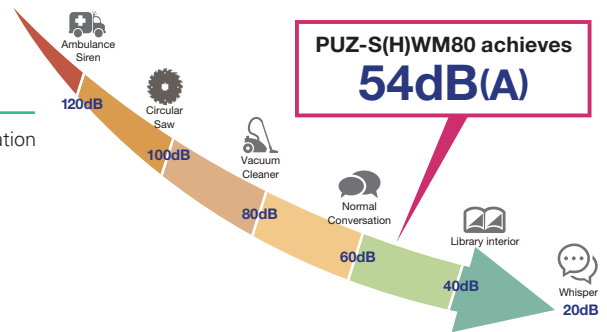 Ambulance
Siren
120dB
ation
Circular
Saw
100dB
Vacuum
Cleaner
80dB
Normal
Conversation
60dB
PUZ-S(H)WM80 achieves
54dB(A)
Library interior
40dB
Whisper
20dB